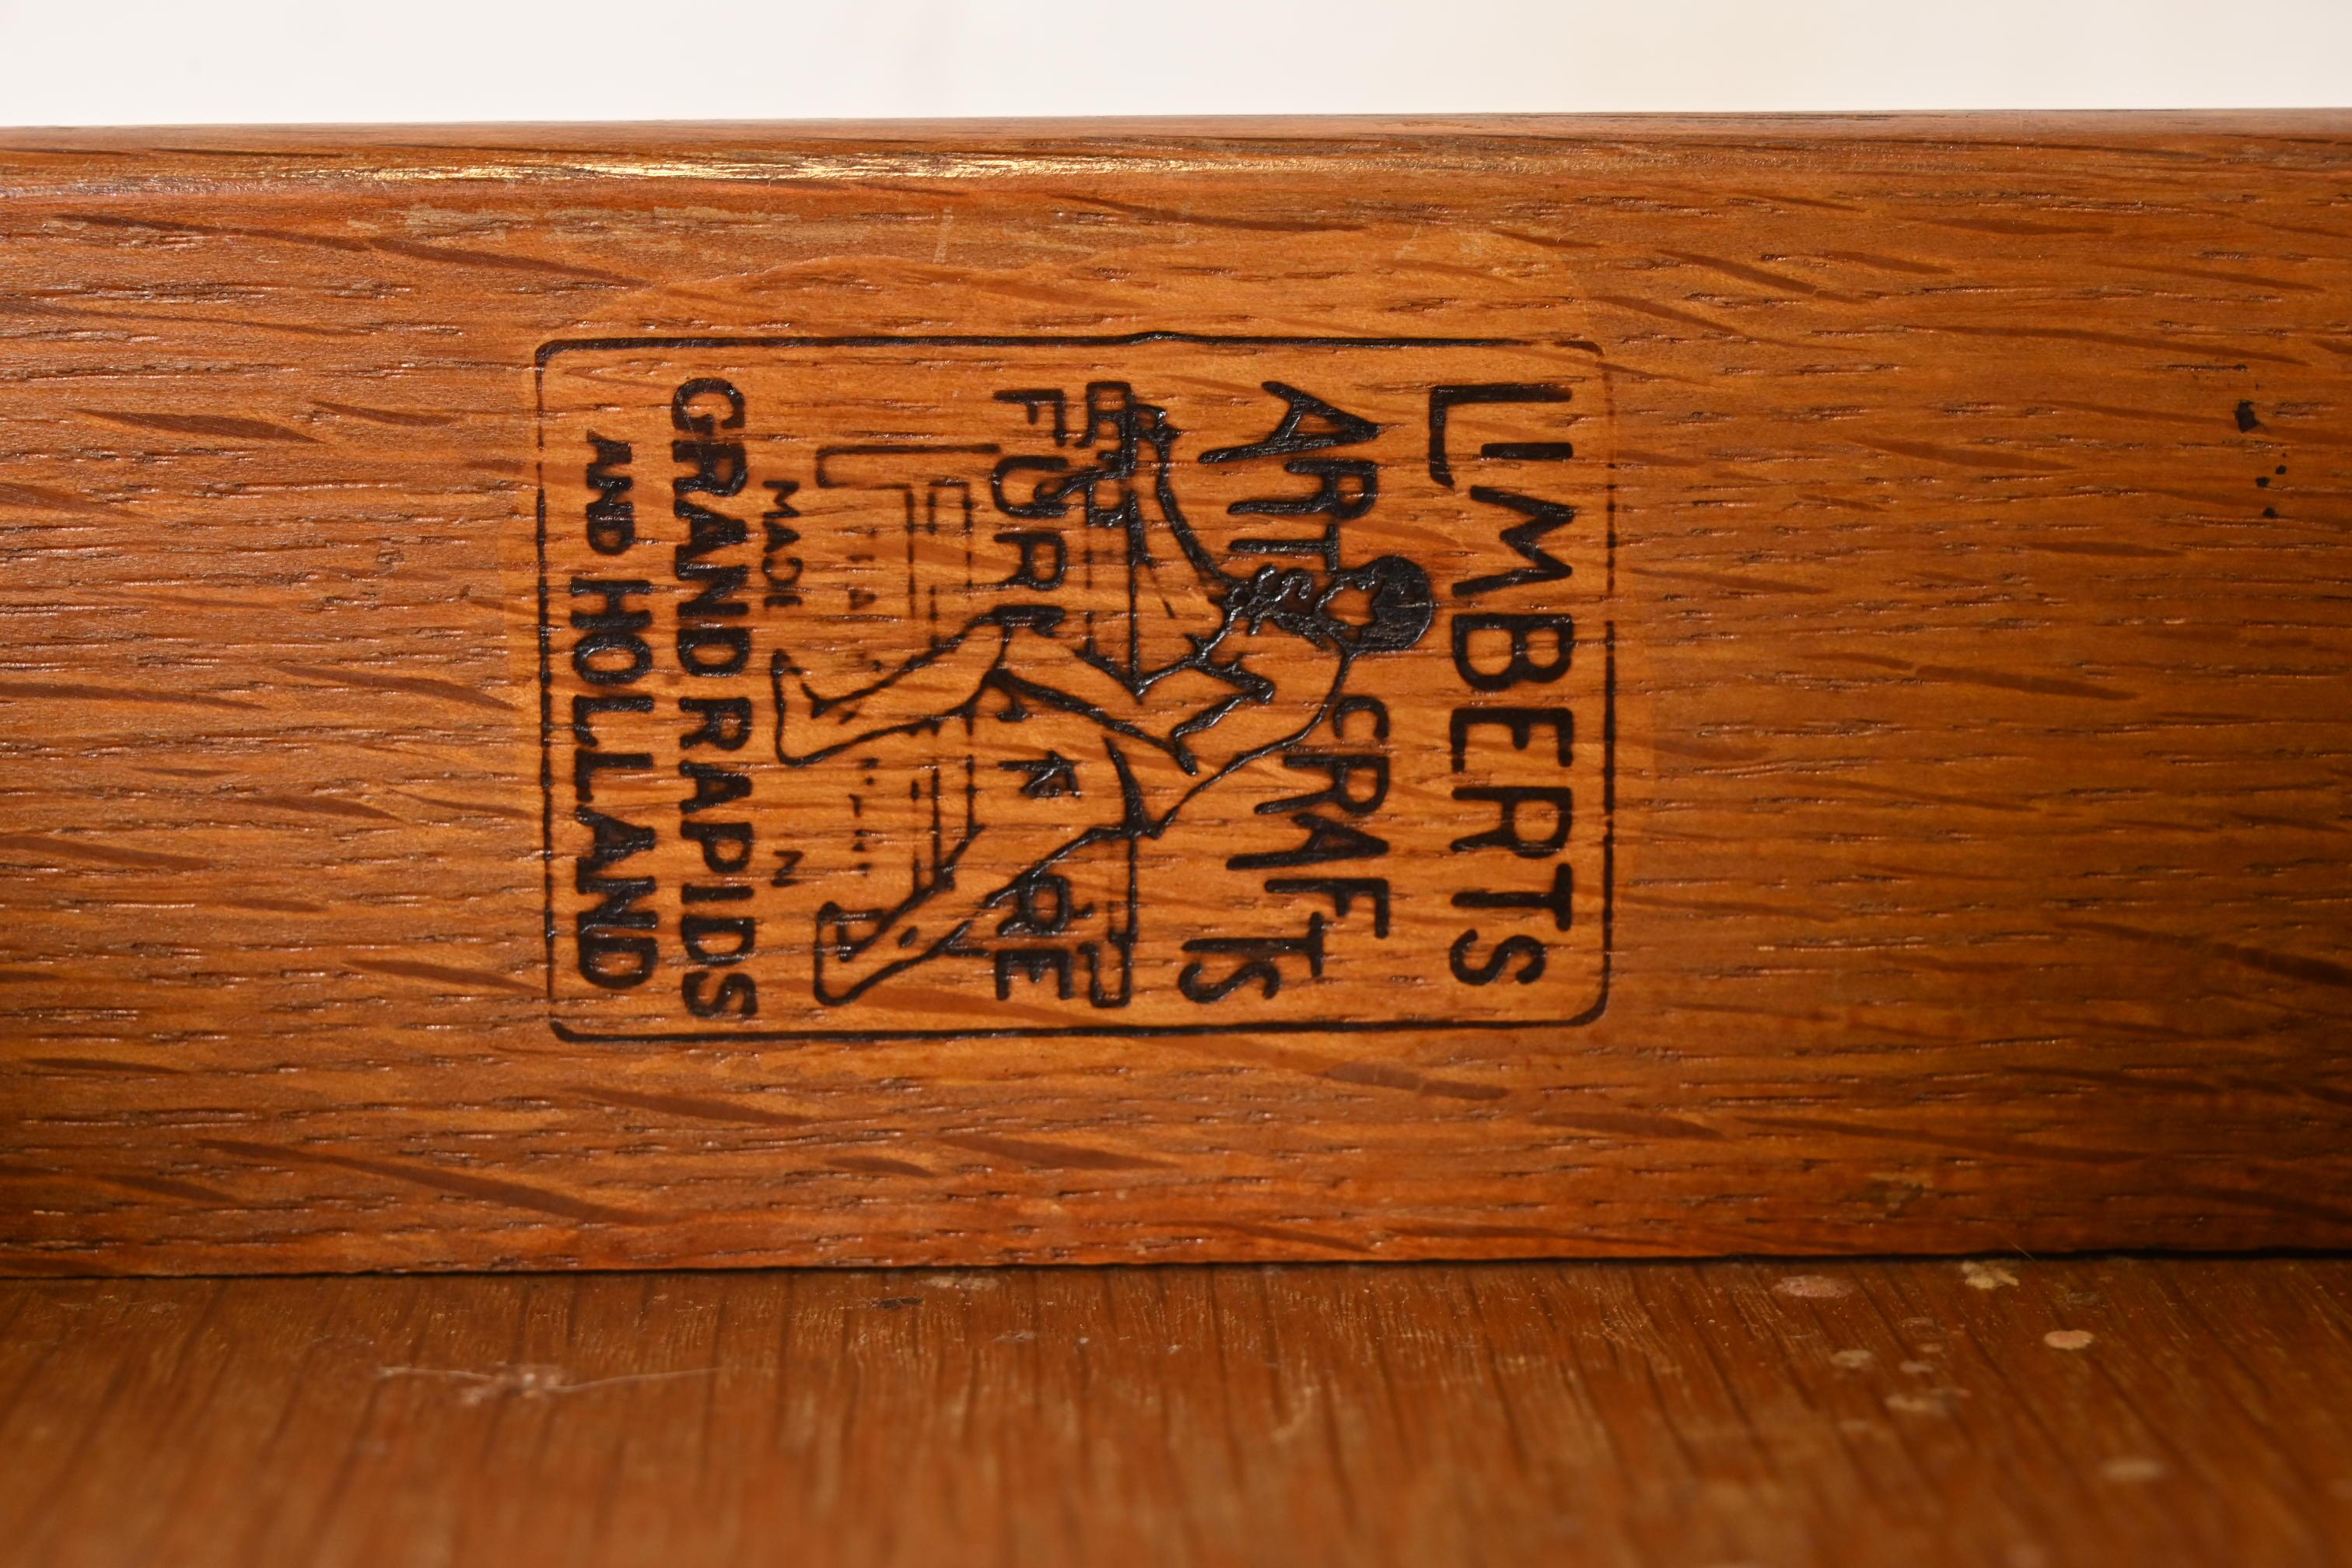 LIMBERTS
ARTS CRAFTS
FURNITURE
MADE IN
GRAND RAPIDS
AND HOLLAND